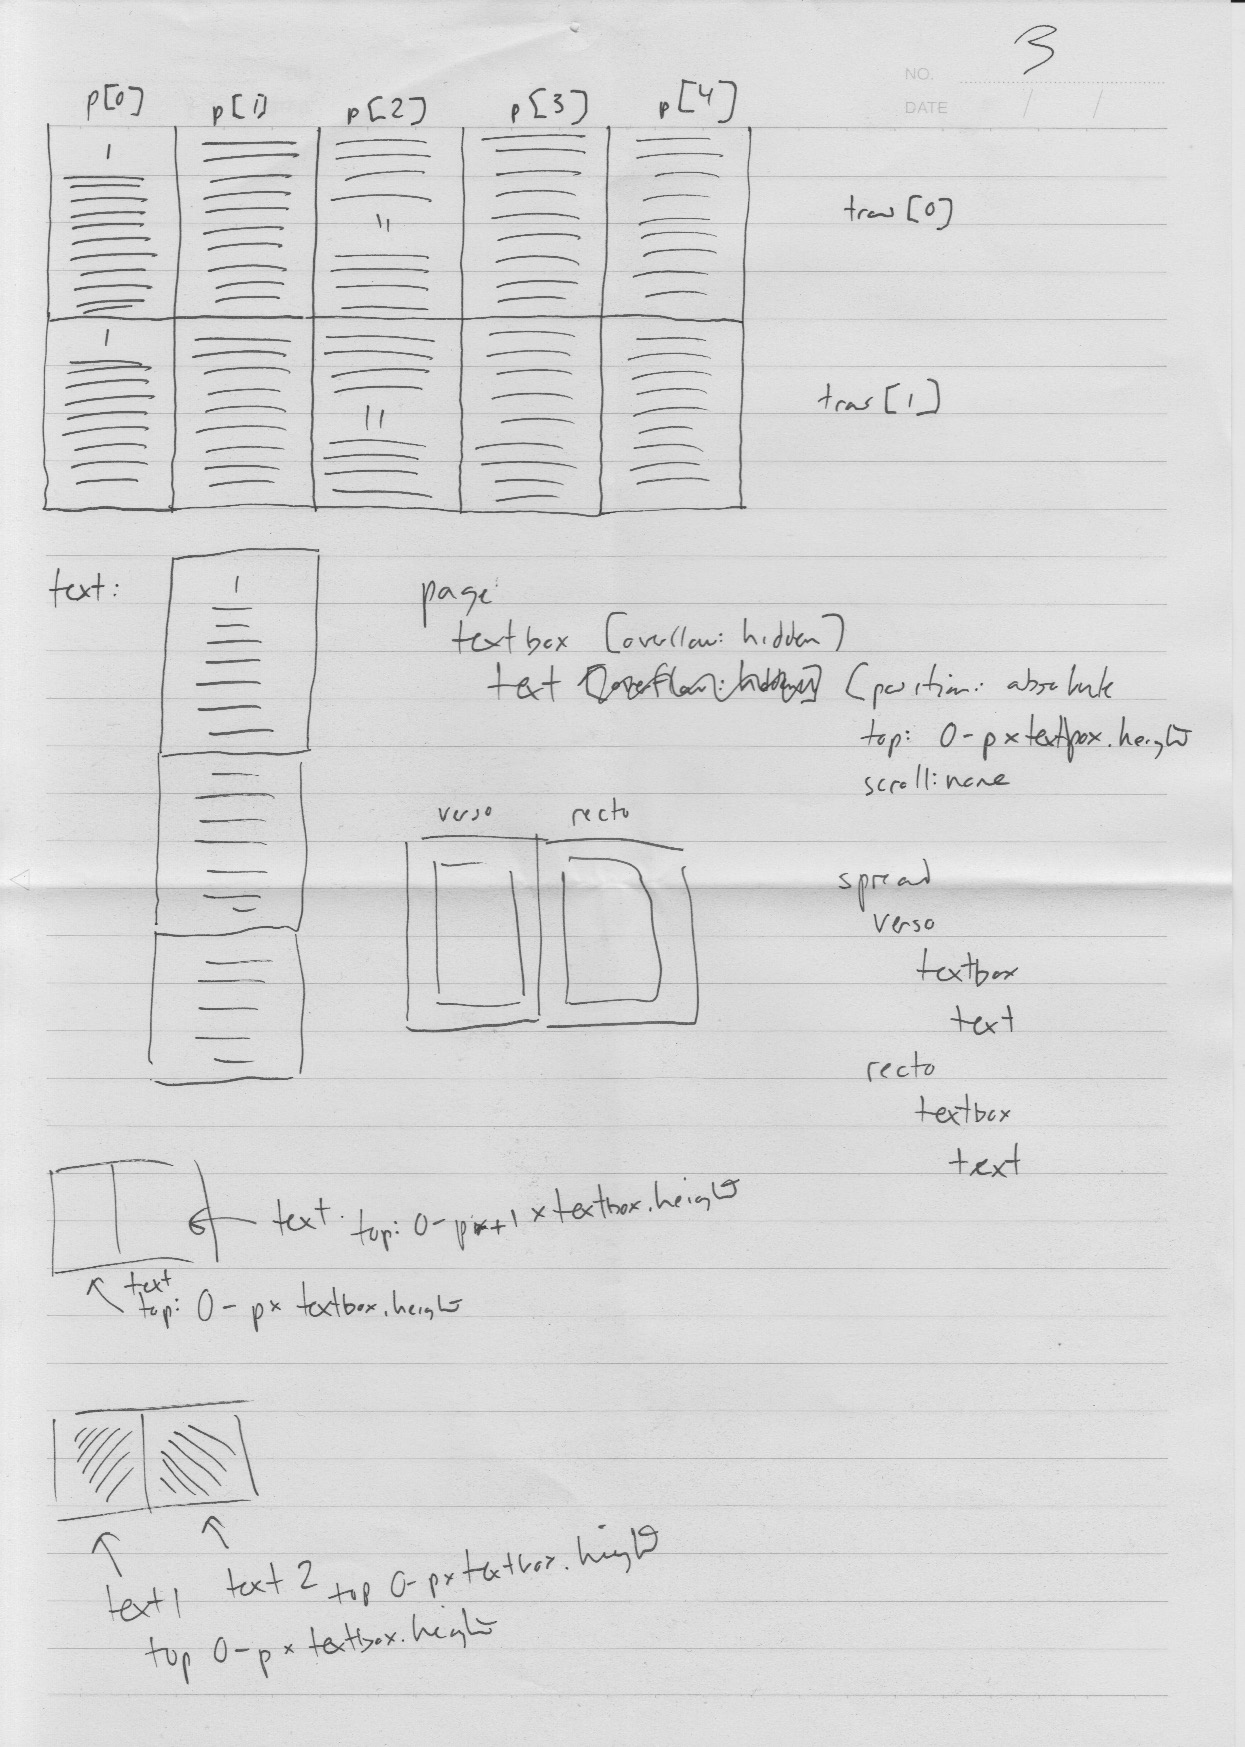 3
NO.
DATE / /
p[0] p[1] p[2] p[3] p[4]
1
11
trans[0]
1
11
trans[1]
text:
1
page:
textbox [overflow: hidden]
text [overflow: hidden] [position: absolute
top: 0-p×textbox.height
scroll: none
verso recto
spread
verso
textbox
text
recto
textbox
text
text. top: 0-p+1×textbox.height
text
top: 0-p× textbox.height
text 2 top 0-p×textbox.height
text 1
top 0-p× textbox.height